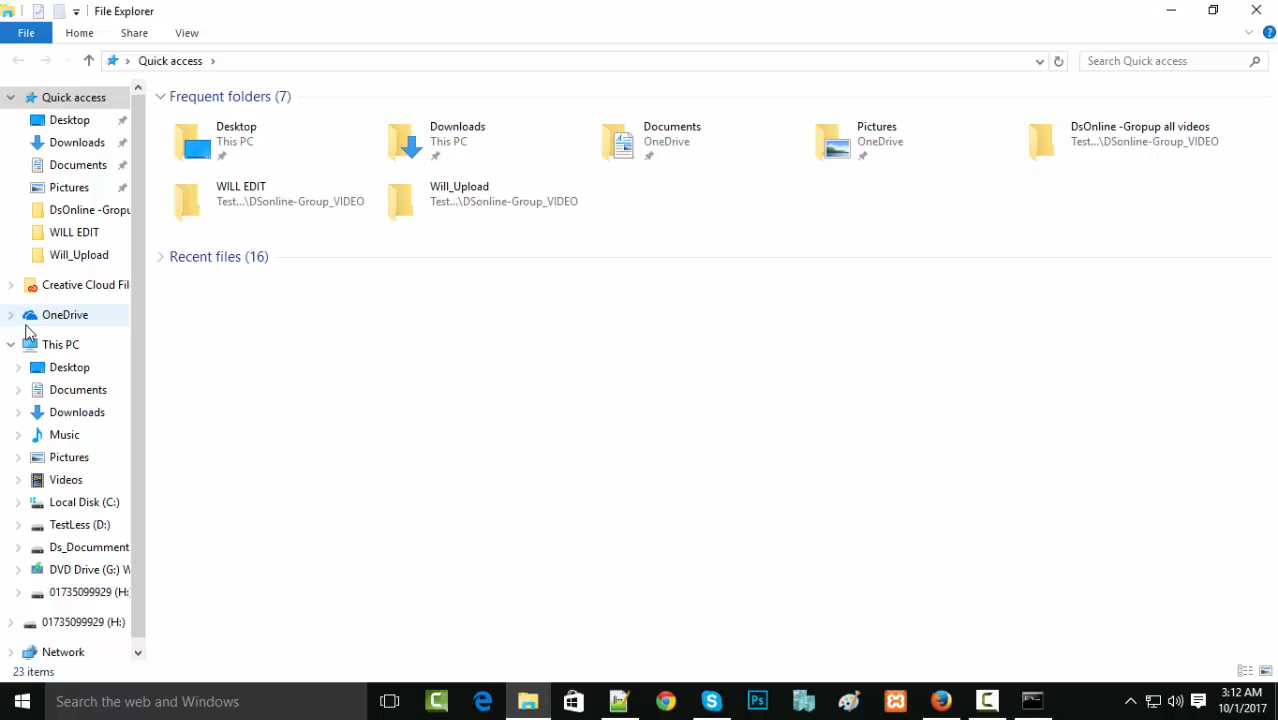 File Explorer
File Home Share View
Quick access
Search Quick access
Quick access
Desktop
Downloads
Documents
Pictures
DsOnline -Gropu
WILL EDIT
Will_Upload
Creative Cloud Fil
OneDrive
This PC
Desktop
Documents
Downloads
Music
Pictures
Videos
Local Disk (C:)
TestLess (D:)
Ds_Document
DVD Drive (G:) W
01735099929 (H:
01735099929 (H:)
Network
Frequent folders (7)
Desktop
This PC
Downloads
This PC
Documents
OneDrive
Pictures
OneDrive
DsOnline -Gropup all videos
Test...\DSonline-Group_VIDEO
WILL EDIT
Test...\DSonline-Group_VIDEO
Will_Upload
Test...\DSonline-Group_VIDEO
Recent files (16)
23 items
Search the web and Windows
3:12 AM
10/1/2017